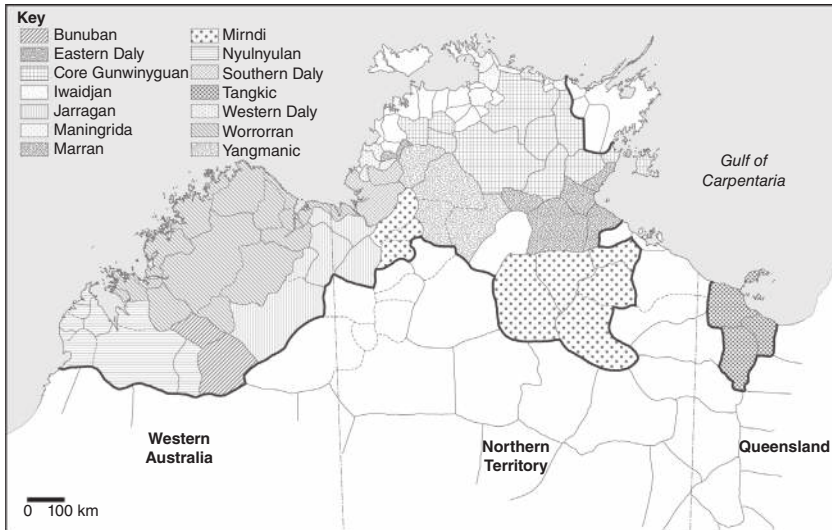 Key
Bunuban
Eastern Daly
Core Gunwinyguan
Iwaidjan
Jarragan
Maningrida
Marran
Mirndi
Nyulnyulan
Southern Daly
Tangkic
Western Daly
Worrorran
Yangmanic
Gulf of
Carpentaria
Western
Australia
Northern
Territory
Queensland
0 100 km